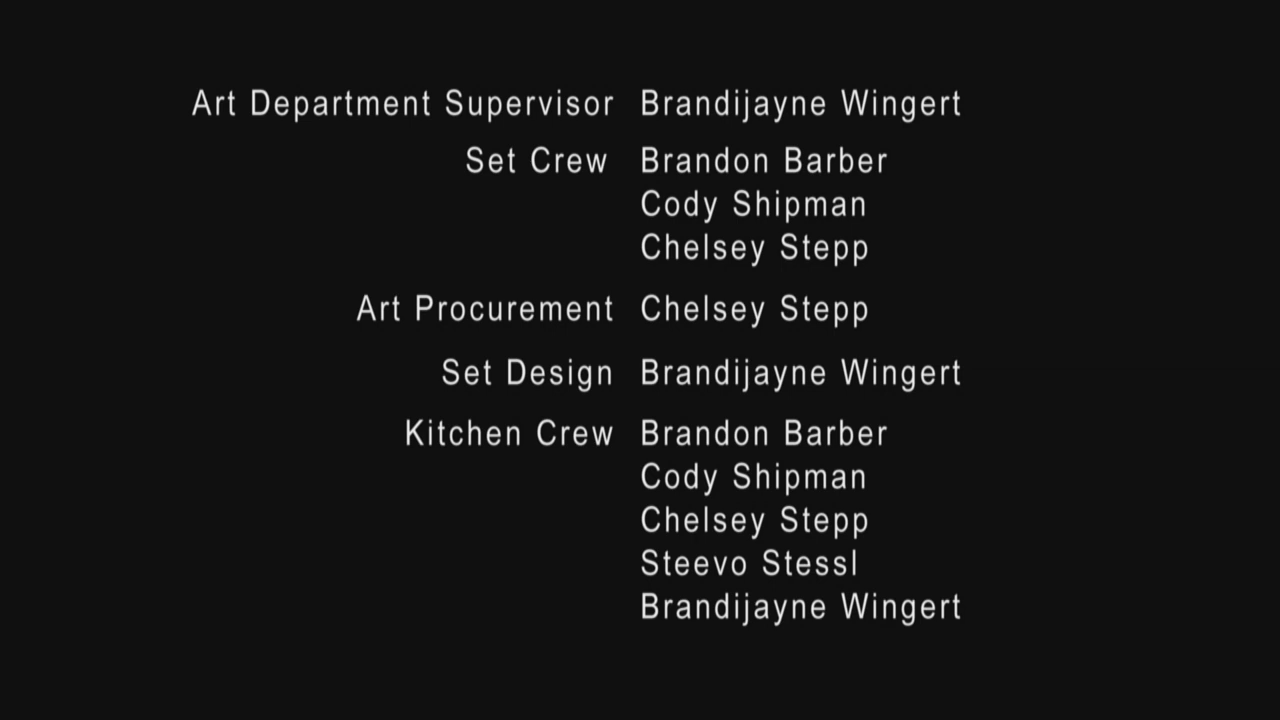 Art Department Supervisor Brandijayne Wingert
Set Crew Brandon Barber
Cody Shipman
Chelsey Stepp
Art Procurement Chelsey Stepp
Set Design Brandijayne Wingert
Kitchen Crew Brandon Barber
Cody Shipman
Chelsey Stepp
Steevo Stessl
Brandijayne Wingert